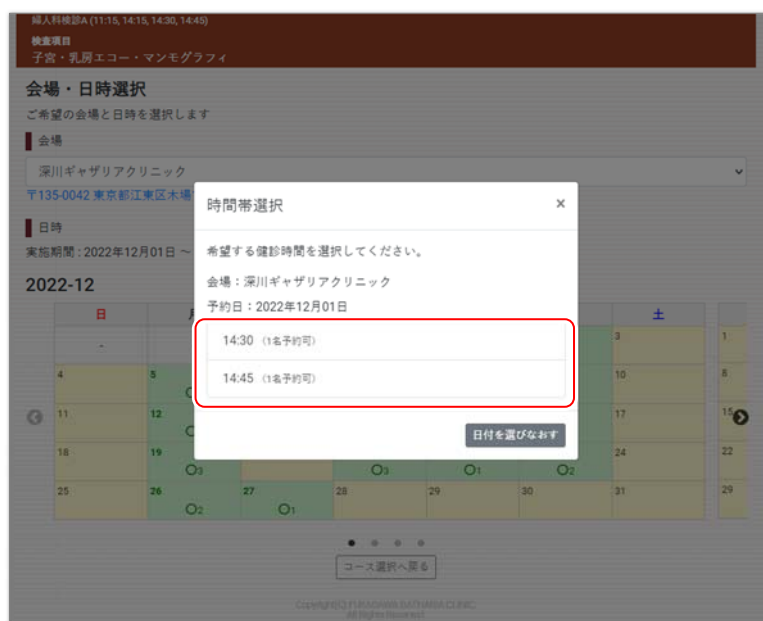 婦人科検診A (11:15, 14:15, 14:30, 14:45)
検査項目
子宮・乳房エコー・マンモグラフィ
会場・日時選択
ご希望の会場と日時を選択します
会場
深川ギャザリアクリニック
〒135-0042 東京都江東区木場
日時
実施期間 : 2022年12月01日 ～
2022-12
日 土
- 3 1
4 5 10 8
11 12 17 15
18 19 24 22
○3 ○3 ○1 ○2
25 26 27 28 29 30 31 29
○2 ○1
時間帯選択 ×
希望する健診時間を選択してください。
会場：深川ギャザリアクリニック
予約日：2022年12月01日
14:30 (1名予約可)
14:45 (1名予約可)
日付を選びなおす
コース選択へ戻る
Copyright(C) FUKAGAWA GATHARIA CLINIC.
All Rights Reserved.